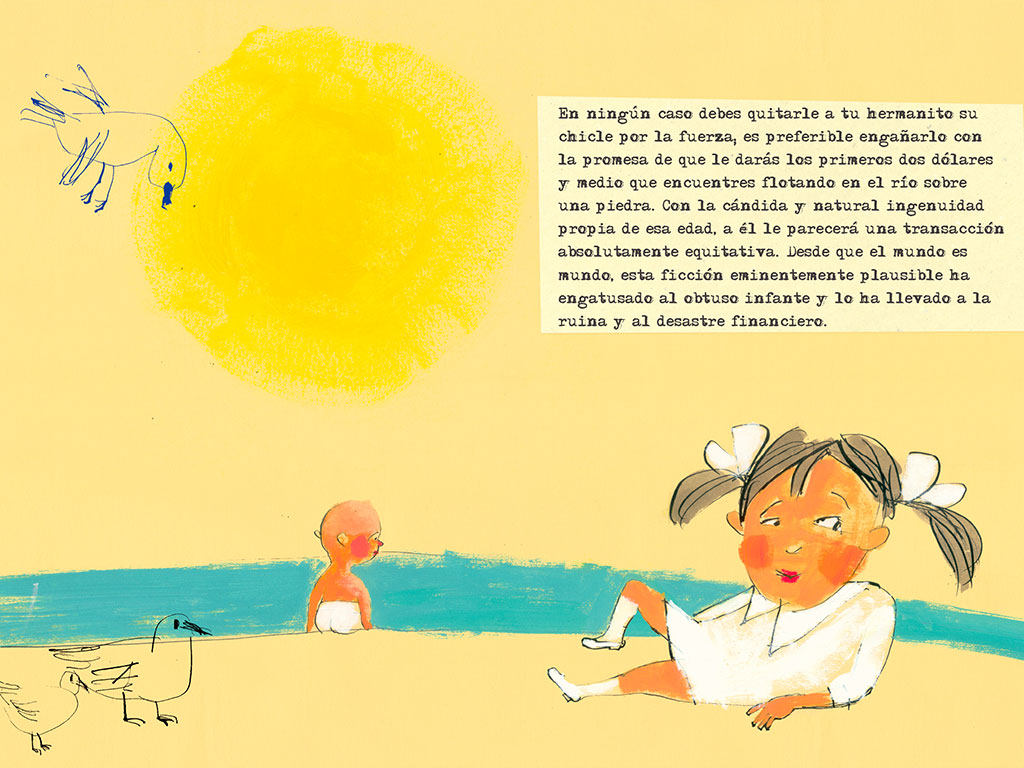 En ningún caso debes quitarle a tu hermanito su
chicle por la fuerza, es preferible engañarlo con
la promesa de que le darás los primeros dos dólares
y medio que encuentres flotando en el río sobre
una piedra. Con la cándida y natural ingenuidad
propia de esa edad, a él le parecerá una transacción
absolutamente equitativa. Desde que el mundo es
mundo, esta ficción eminentemente plausible ha
engatusado al obtuso infante y lo ha llevado a la
ruina y al desastre financiero.